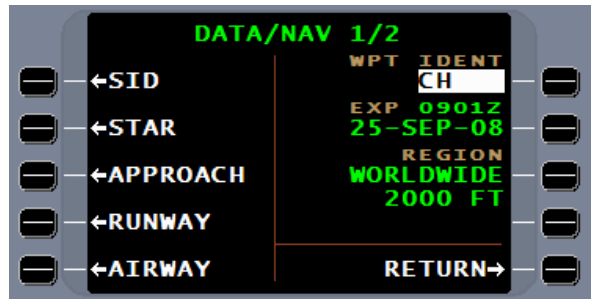 DATA/NAV 1/2
WPT IDENT
←SID CH
EXP 0901Z
←STAR 25-SEP-08
REGION
←APPROACH WORLDWIDE
2000 FT
←RUNWAY
←AIRWAY RETURN→